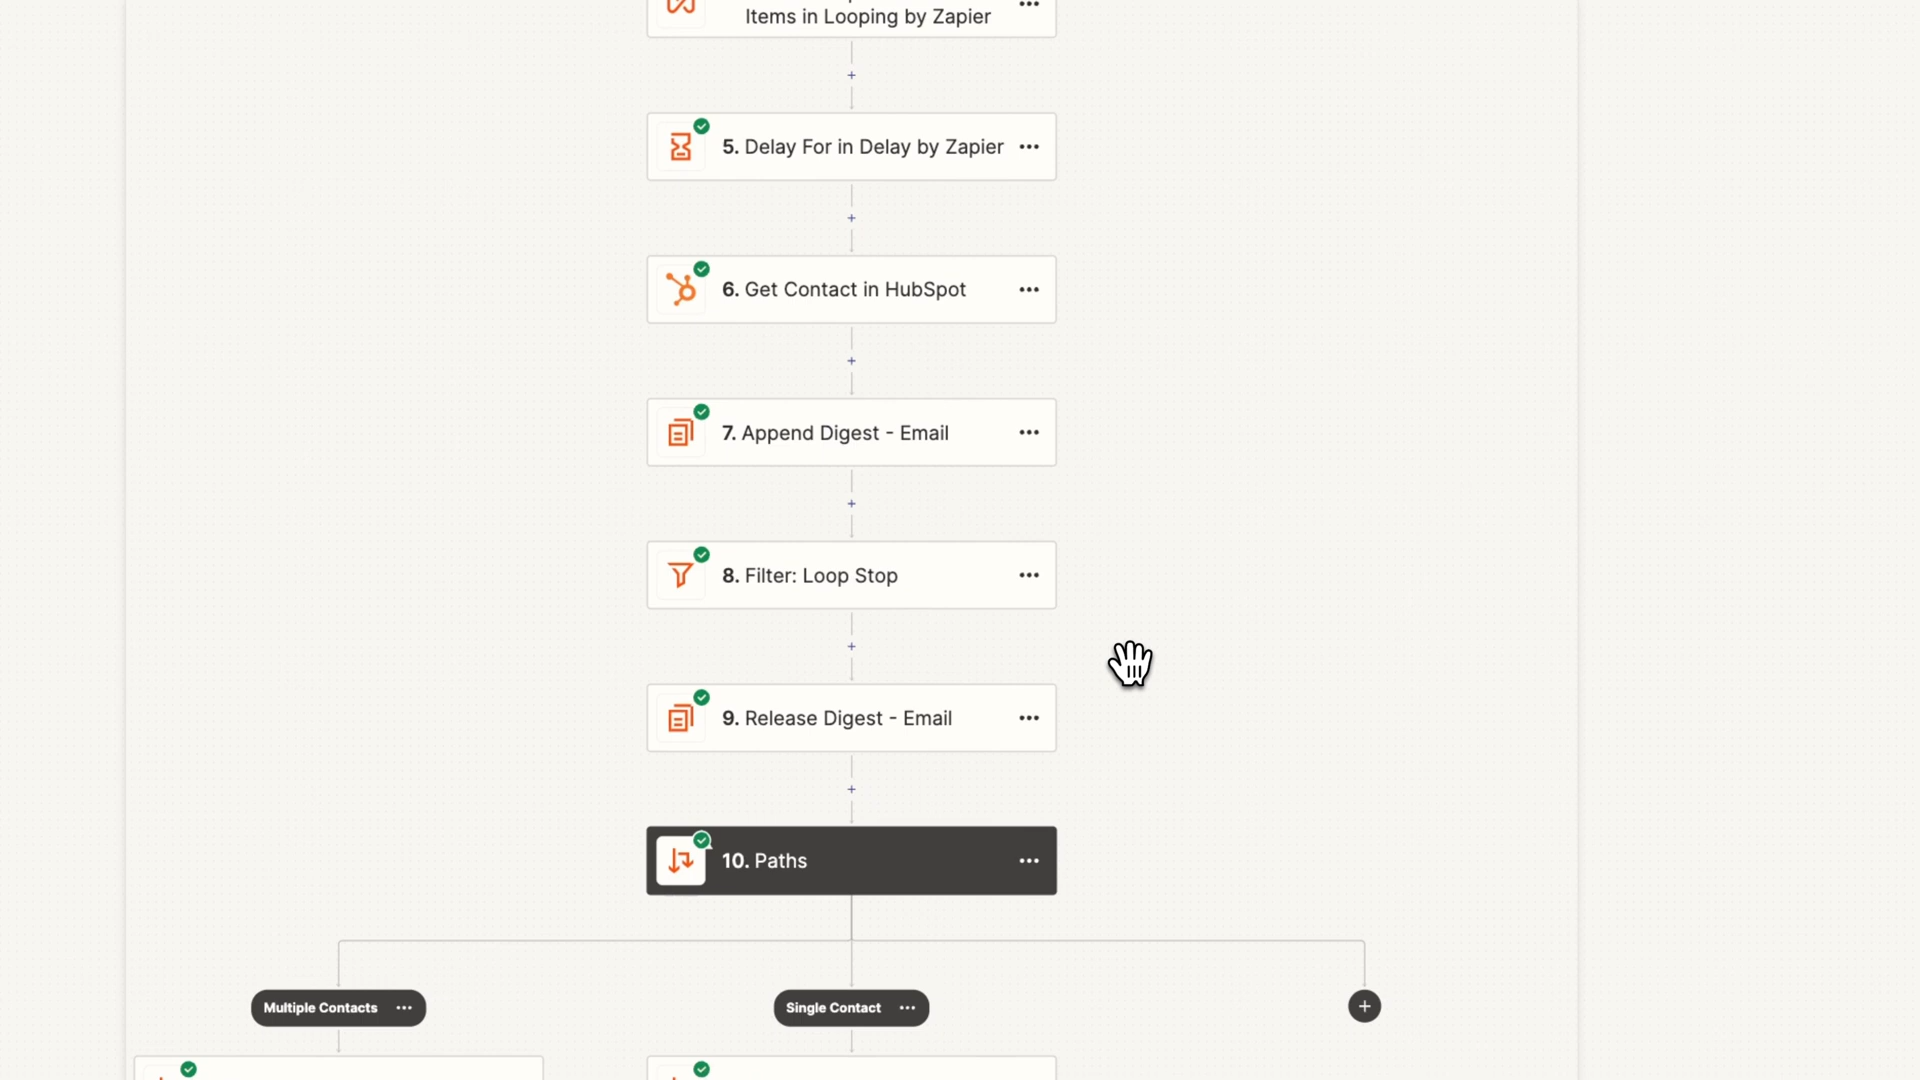 Items in Looping by Zapier
5. Delay For in Delay by Zapier
6. Get Contact in HubSpot
7. Append Digest - Email
8. Filter: Loop Stop
9. Release Digest - Email
10. Paths
Multiple Contacts
Single Contact